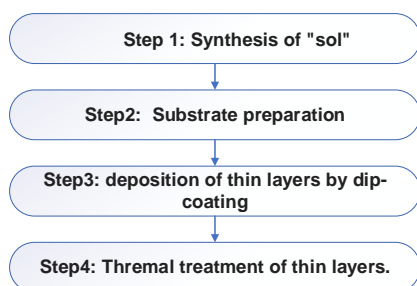 Step 1: Synthesis of "sol"
Step2: Substrate preparation
Step3: deposition of thin layers by dip-
coating
Step4: Thremal treatment of thin layers.